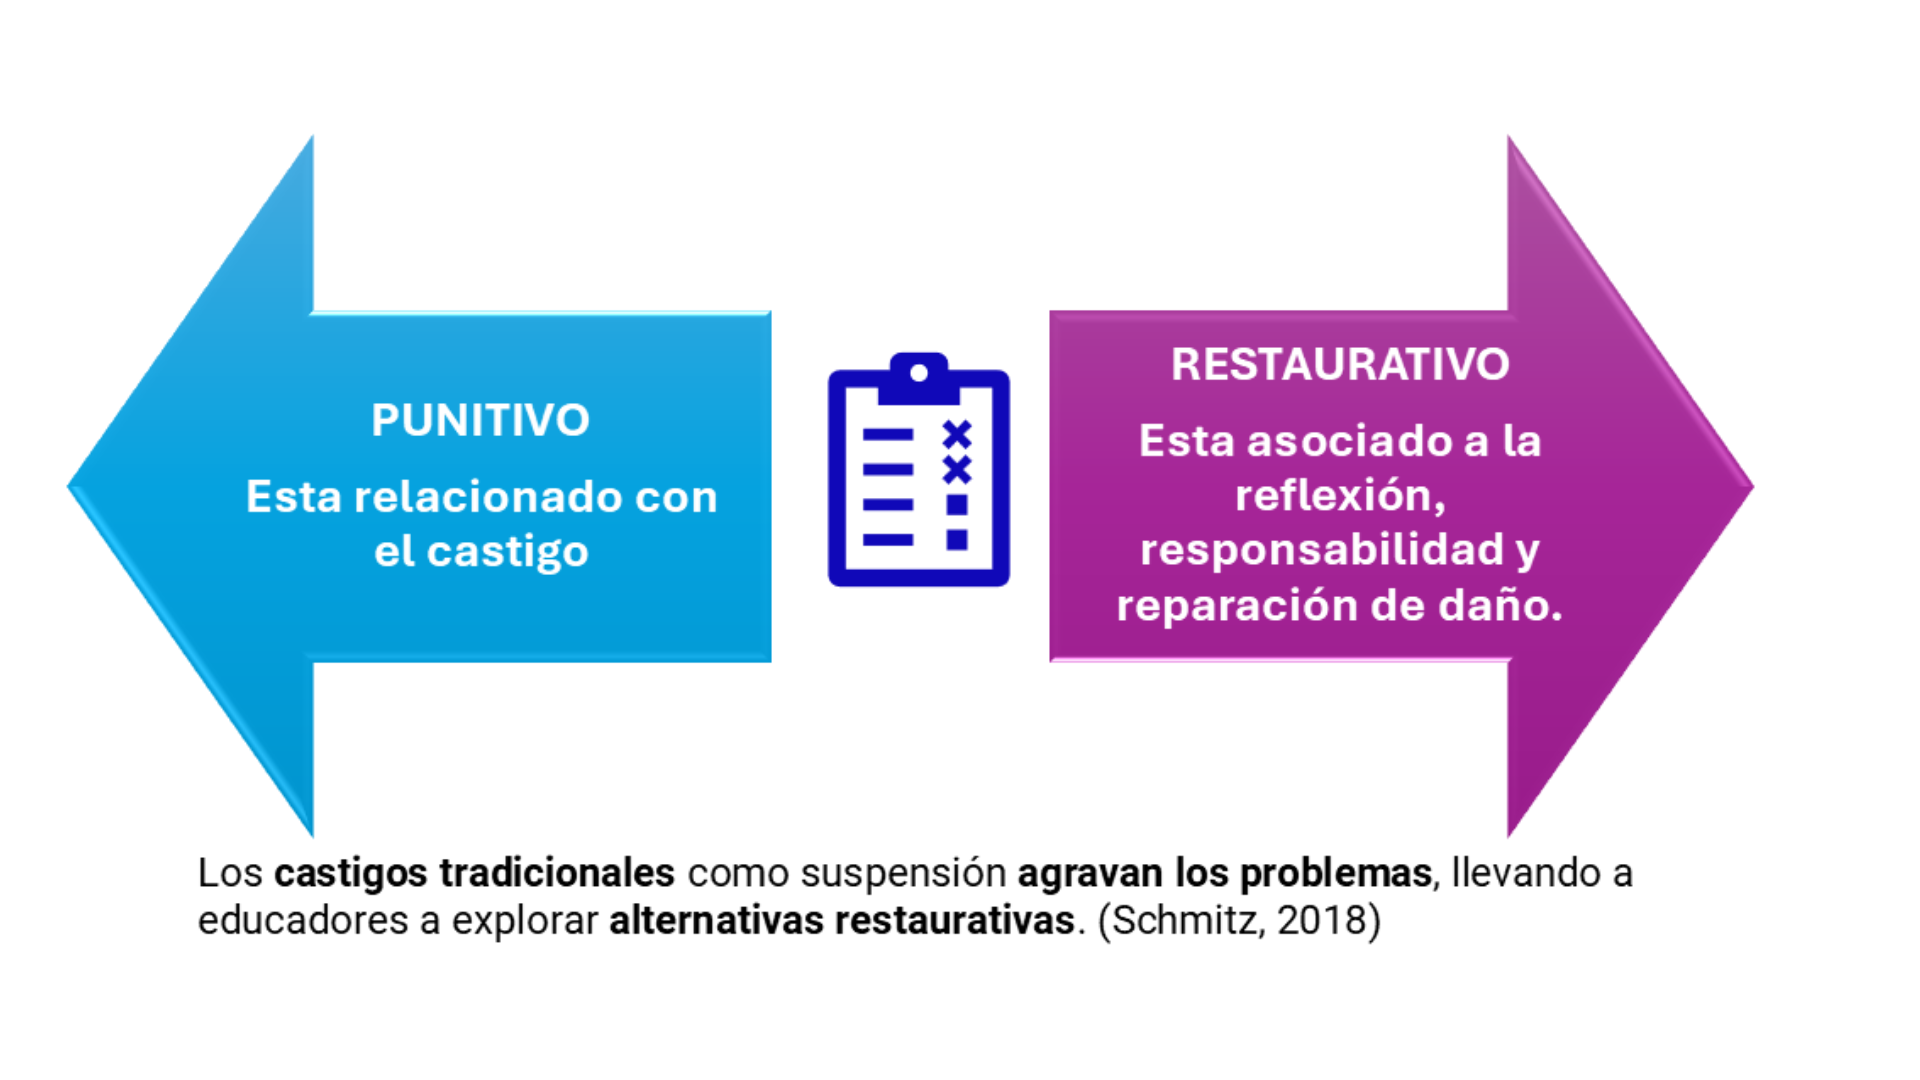 PUNITIVO
Esta relacionado con
el castigo
RESTAURATIVO
Esta asociado a la
reflexión,
responsabilidad y
reparación de daño.
Los castigos tradicionales como suspensión agravan los problemas, llevando a
educadores a explorar alternativas restaurativas. (Schmitz, 2018)